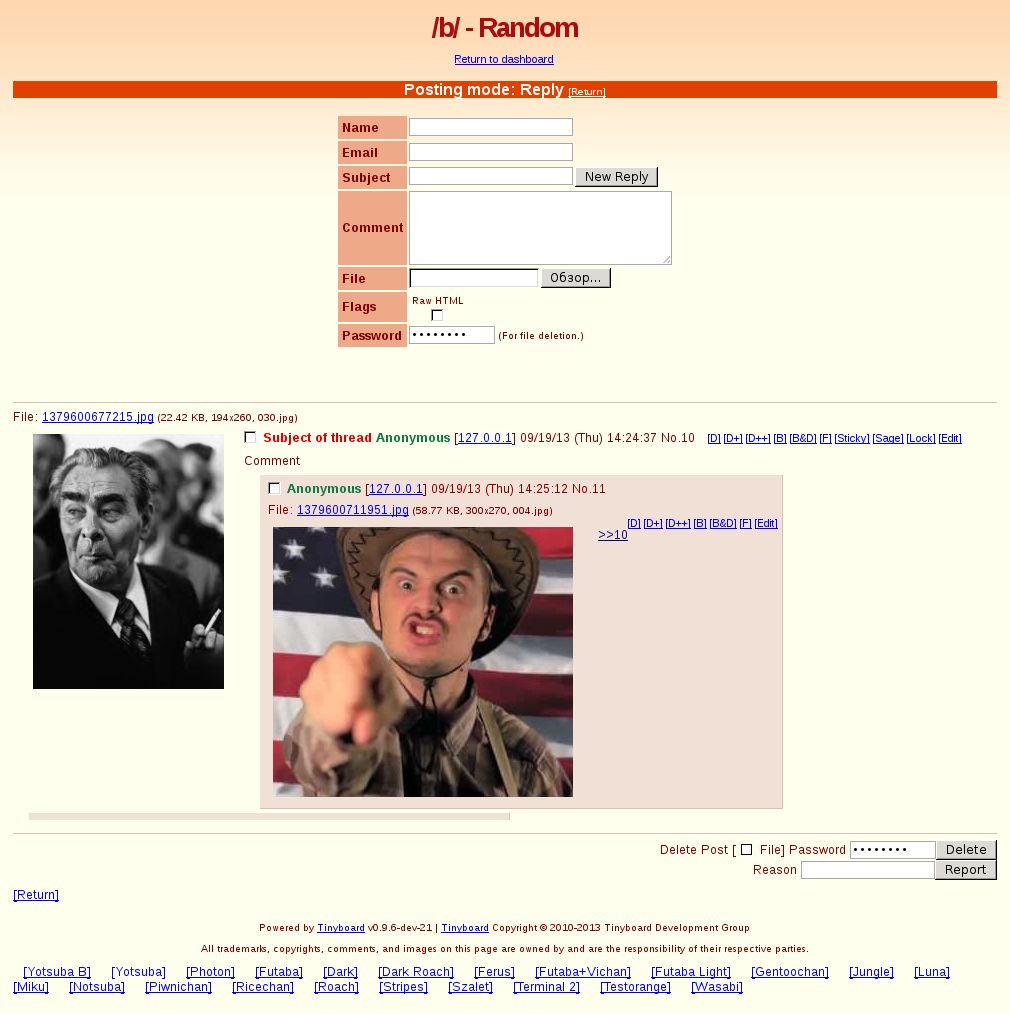 /b/ - Random
Return to dashboard
Posting mode: Reply [Return]
Name
Email
Subject New Reply
Comment
File Обзор...
Flags Raw HTML
Password •••••••• (For file deletion.)
File: 1379600677215.jpg (22.42 KB, 194x260, 030.jpg)
Subject of thread Anonymous [127.0.0.1] 09/19/13 (Thu) 14:24:37 No.10 [D] [D+] [D++] [B] [B&D] [F] [Sticky] [Sage] [Lock] [Edit]
Comment
Anonymous [127.0.0.1] 09/19/13 (Thu) 14:25:12 No.11
File: 1379600711951.jpg (58.77 KB, 300x270, 004.jpg)
[D] [D+] [D++] [B] [B&D] [F] [Edit]
>>10
Delete Post [ File] Password •••••••• Delete
Reason Report
[Return]
Powered by Tinyboard v0.9.6-dev-21 | Tinyboard Copyright © 2010-2013 Tinyboard Development Group
All trademarks, copyrights, comments, and images on this page are owned by and are the responsibility of their respective parties.
[Yotsuba B] [Yotsuba] [Photon] [Futaba] [Dark] [Dark Roach] [Ferus] [Futaba+Vichan] [Futaba Light] [Gentoochan] [Jungle] [Luna]
[Miku] [Notsuba] [Piwnichan] [Ricechan] [Roach] [Stripes] [Szalet] [Terminal 2] [Testorange] [Wasabi]